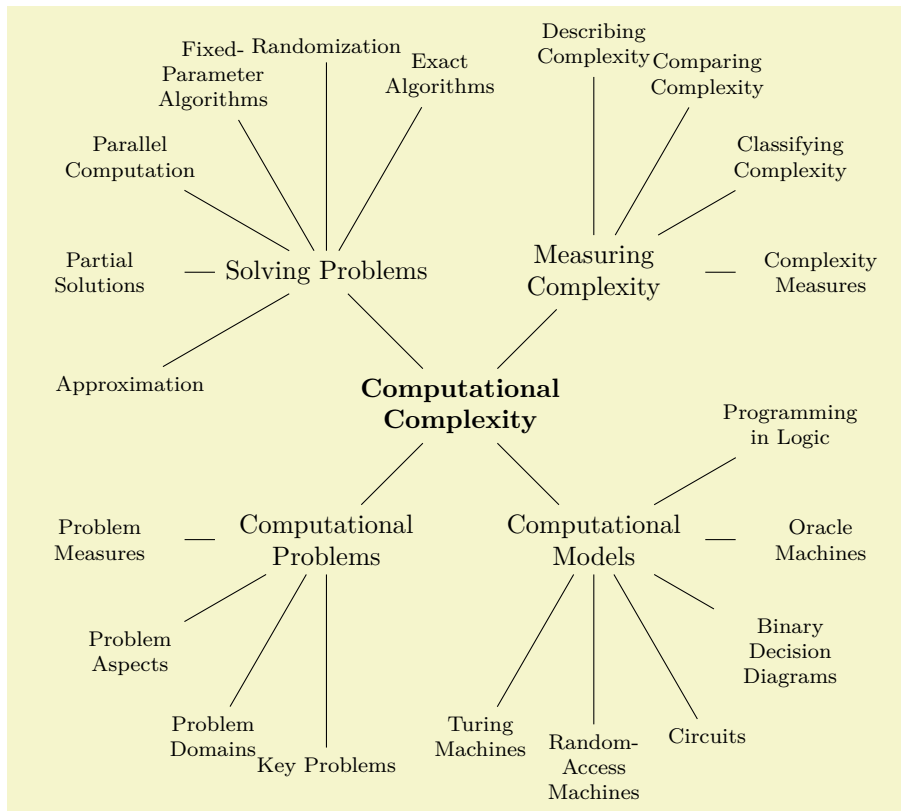 Describing
Complexity
Fixed-
Parameter
Algorithms
Randomization
Exact
Algorithms
Comparing
Complexity
Parallel
Computation
Classifying
Complexity
Partial
Solutions
Solving Problems
Measuring
Complexity
Complexity
Measures
Approximation
Computational
Complexity
Programming
in Logic
Problem
Measures
Computational
Problems
Computational
Models
Oracle
Machines
Problem
Aspects
Binary
Decision
Diagrams
Problem
Domains
Key Problems
Turing
Machines
Random-
Access
Machines
Circuits